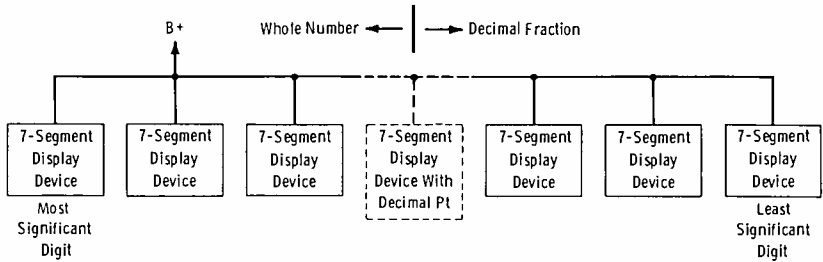 B+
Whole Number
Decimal Fraction
7-Segment
Display
Device
7-Segment
Display
Device
7-Segment
Display
Device
7-Segment
Display
Device With
Decimal Pt
7-Segment
Display
Device
7-Segment
Display
Device
7-Segment
Display
Device
Most
Significant
Digit
Least
Significant
Digit